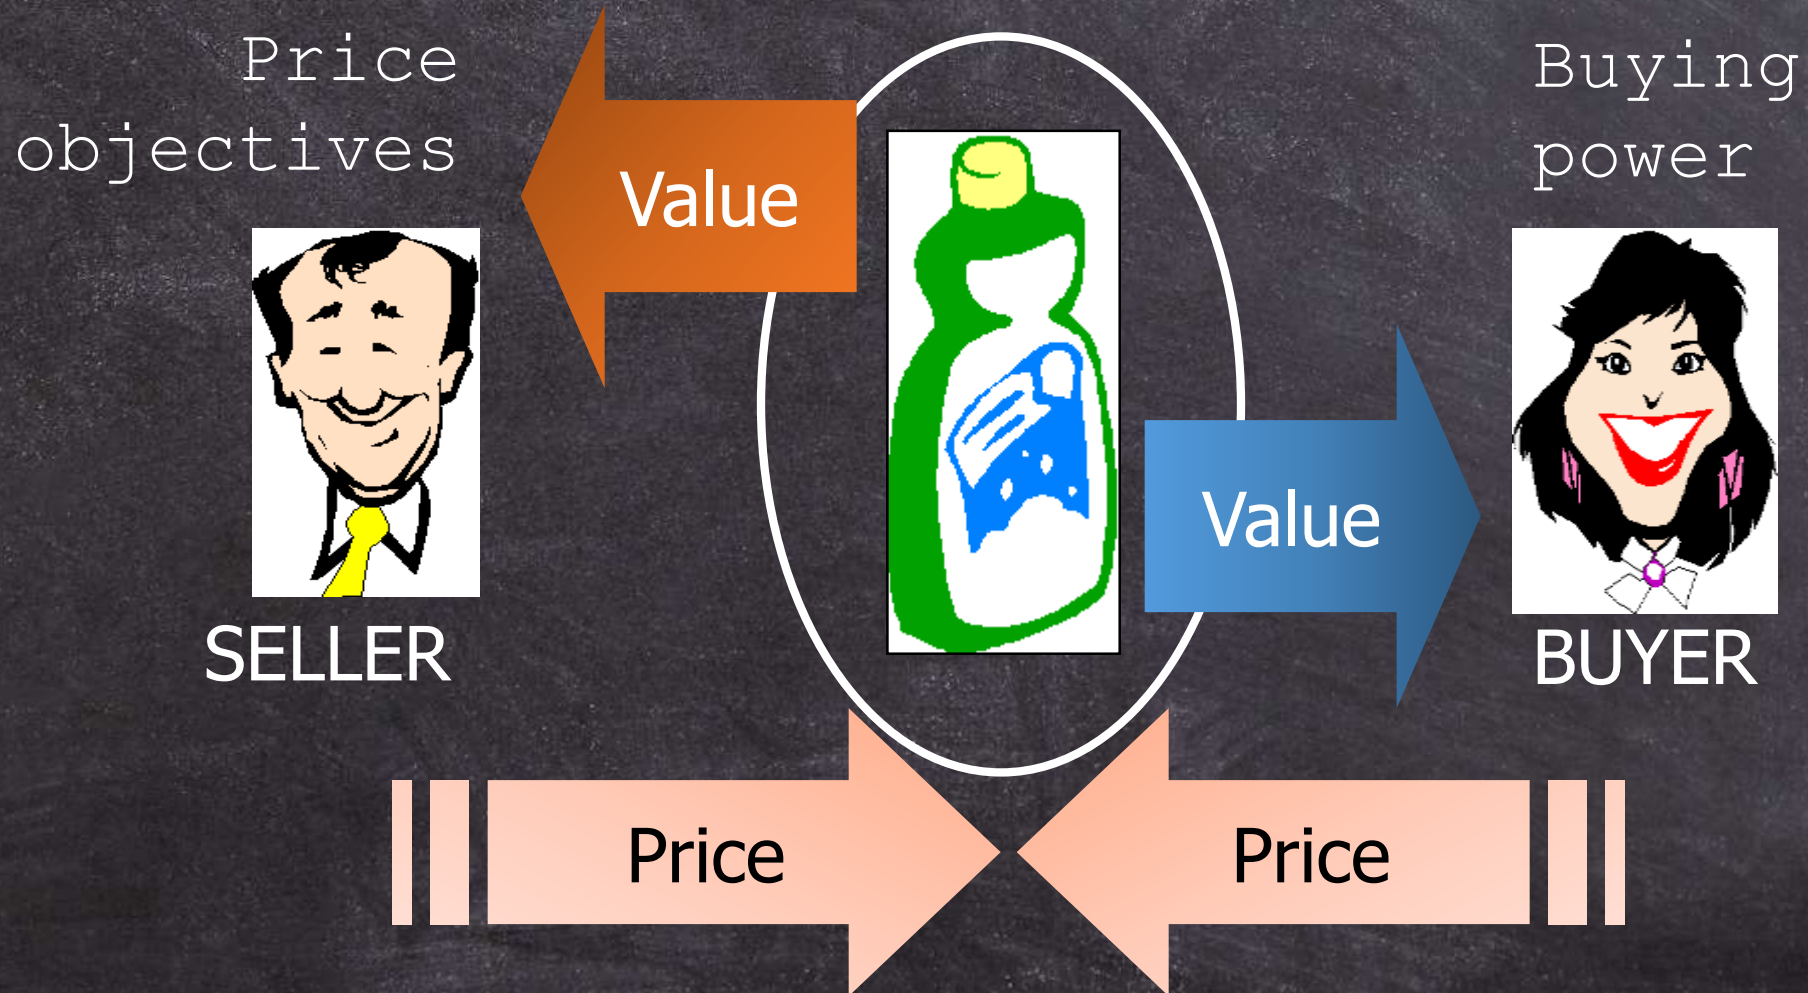 Price
objectives
Buying
power
Value
Value
SELLER
BUYER
Price
Price